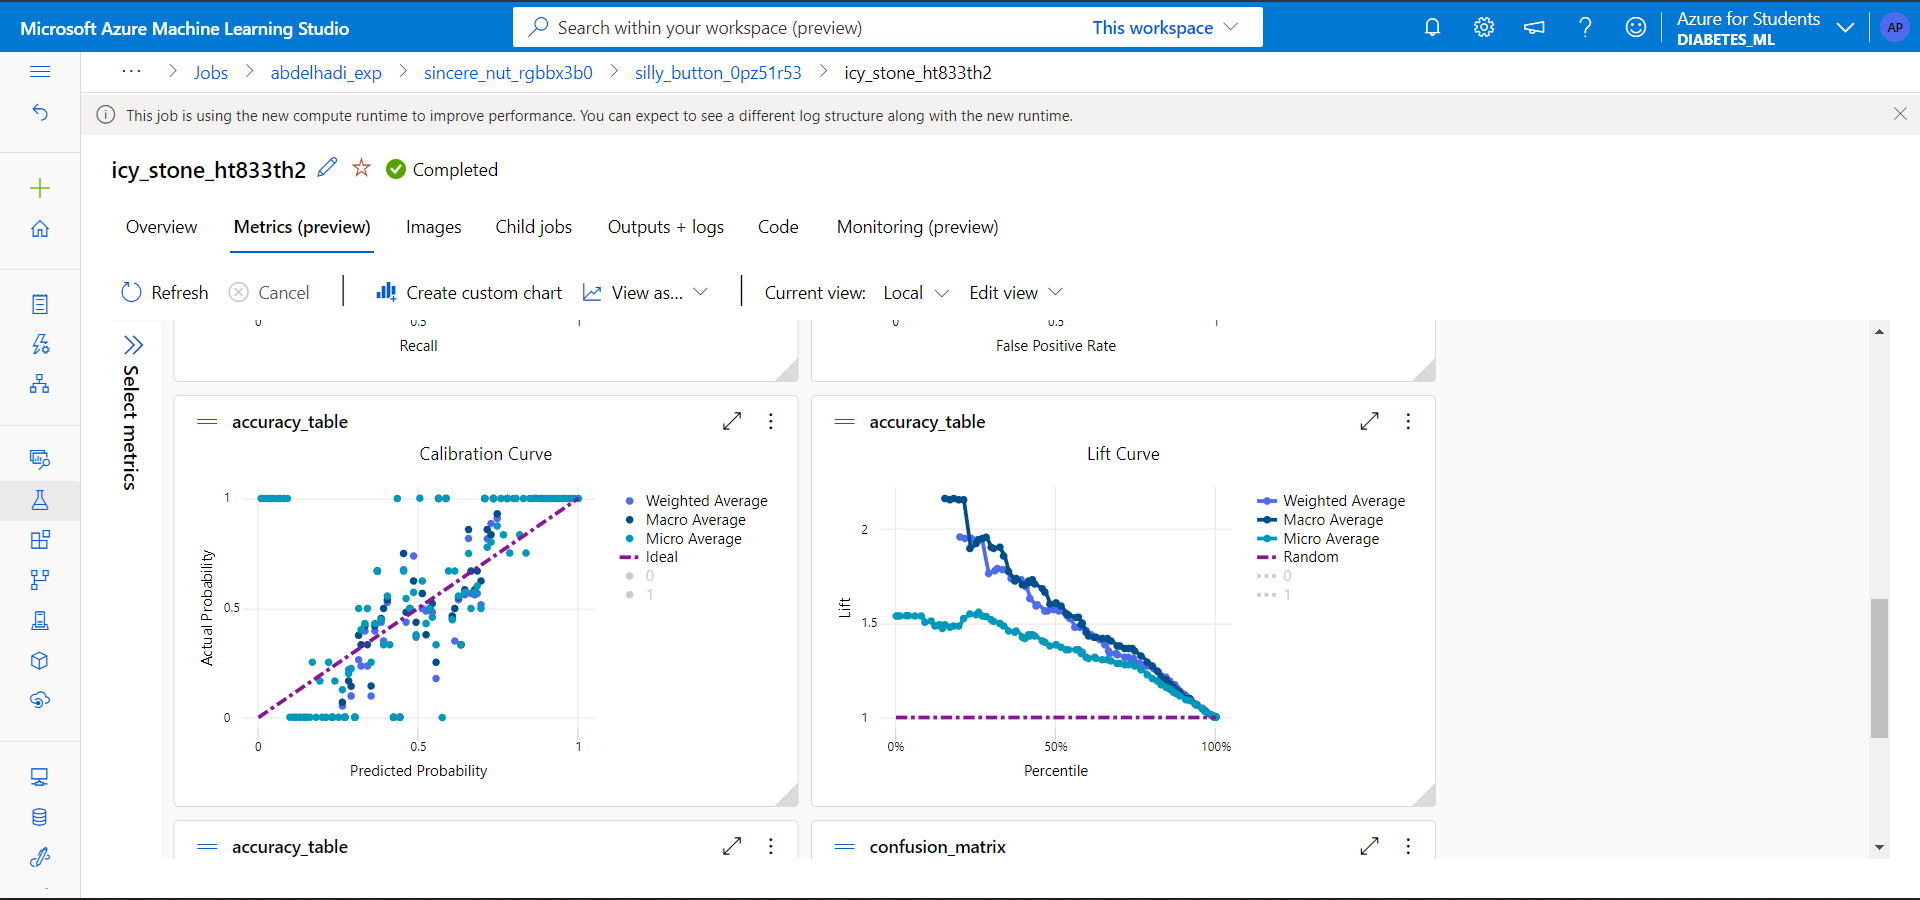 Microsoft Azure Machine Learning Studio
Search within your workspace (preview)
This workspace
Azure for Students
DIABETES_ML
AP
··· > Jobs > abdelhadi_exp > sincere_nut_rgbbx3b0 > silly_button_0pz51r53 > icy_stone_ht833th2
This job is using the new compute runtime to improve performance. You can expect to see a different log structure along with the new runtime.
icy_stone_ht833th2
Completed
Overview
Metrics (preview)
Images
Child jobs
Outputs + logs
Code
Monitoring (preview)
Refresh
Cancel
Create custom chart
View as...
Current view:
Local
Edit view
Select metrics
0 0.5 1
Recall
0 0.5 1
False Positive Rate
accuracy_table
Calibration Curve
1
0.5
0
Actual Probability
0 0.5 1
Predicted Probability
Weighted Average
Macro Average
Micro Average
Ideal
0
1
accuracy_table
Lift Curve
2
1.5
1
Lift
0% 50% 100%
Percentile
Weighted Average
Macro Average
Micro Average
Random
0
1
accuracy_table
confusion_matrix